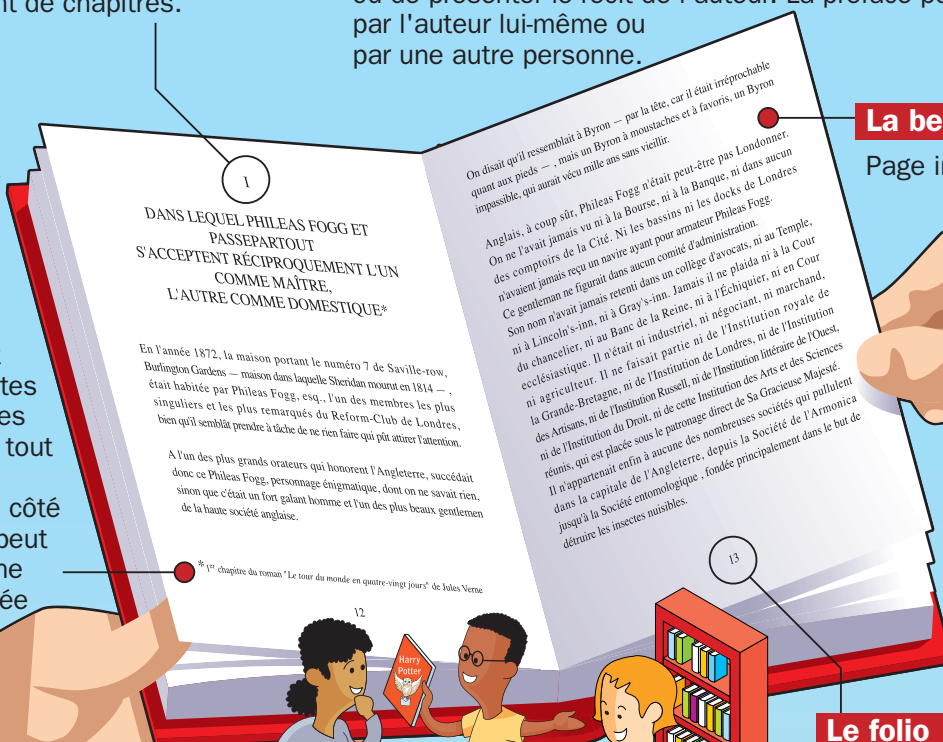 nt de chapitres.
ou de présenter le récit de l'auteur. La préface pe
par l'auteur lui-même ou
par une autre personne.
I
DANS LEQUEL PHILEAS FOGG ET
PASSEPARTOUT
S'ACCEPTENT RÉCIPROQUEMENT L'UN
COMME MAÎTRE,
L'AUTRE COMME DOMESTIQUE*
En l'année 1872, la maison portant le numéro 7 de Saville-row,
Burlington Gardens — maison dans laquelle Sheridan mourut en 1814 — ,
était habitée par Phileas Fogg, esq., l'un des membres les plus
singuliers et les plus remarqués du Reform-Club de Londres,
bien qu'il semblât prendre à tâche de ne rien faire qui pût attirer l'attention.
A l'un des plus grands orateurs qui honorent l'Angleterre, succédait
donc ce Phileas Fogg, personnage énigmatique, dont on ne savait rien,
sinon que c'était un fort galant homme et l'un des plus beaux gentlemen
de la haute société anglaise.
* 1er chapitre du roman "Le tour du monde en quatre-vingt jours" de Jules Verne
12
On disait qu'il ressemblait à Byron — par la tête, car il était irréprochable
quant aux pieds — , mais un Byron à moustaches et à favoris, un Byron
impassible, qui aurait vécu mille ans sans vieillir.
Anglais, à coup sûr, Phileas Fogg n'était peut-être pas Londonner.
On ne l'avait jamais vu ni à la Bourse, ni à la Banque, ni dans aucun
des comptoirs de la Cité. Ni les bassins ni les docks de Londres
n'avaient jamais reçu un navire ayant pour armateur Phileas Fogg.
Ce gentleman ne figurait dans aucun comité d'administration.
Son nom n'avait jamais retenti dans un collège d'avocats, ni au Temple,
ni à Lincoln's-inn, ni à Gray's-inn. Jamais il ne plaida ni à la Cour
du chancelier, ni au Banc de la Reine, ni à l'Échiquier, ni en Cour
ecclésiastique. Il n'était ni industriel, ni négociant, ni marchand,
ni agriculteur. Il ne faisait partie ni de l'Institution royale de
la Grande-Bretagne, ni de l'Institution de Londres, ni de l'Institution
des Artisans, ni de l'Institution Russell, ni de l'Institution littéraire de l'Ouest,
ni de l'Institution du Droit, ni de cette Institution des Arts et des Sciences
réunis, qui est placée sous le patronage direct de Sa Gracieuse Majesté.
Il n'appartenait enfin à aucune des nombreuses sociétés qui pullulent
dans la capitale de l'Angleterre, depuis la Société de l'Armonica
jusqu'à la Société entomologique , fondée principalement dans le but de
détruire les insectes nuisibles.
13
La be
Page i
tes
es
tout
côté
peut
ne
ée
Harry
Potter
Le folio